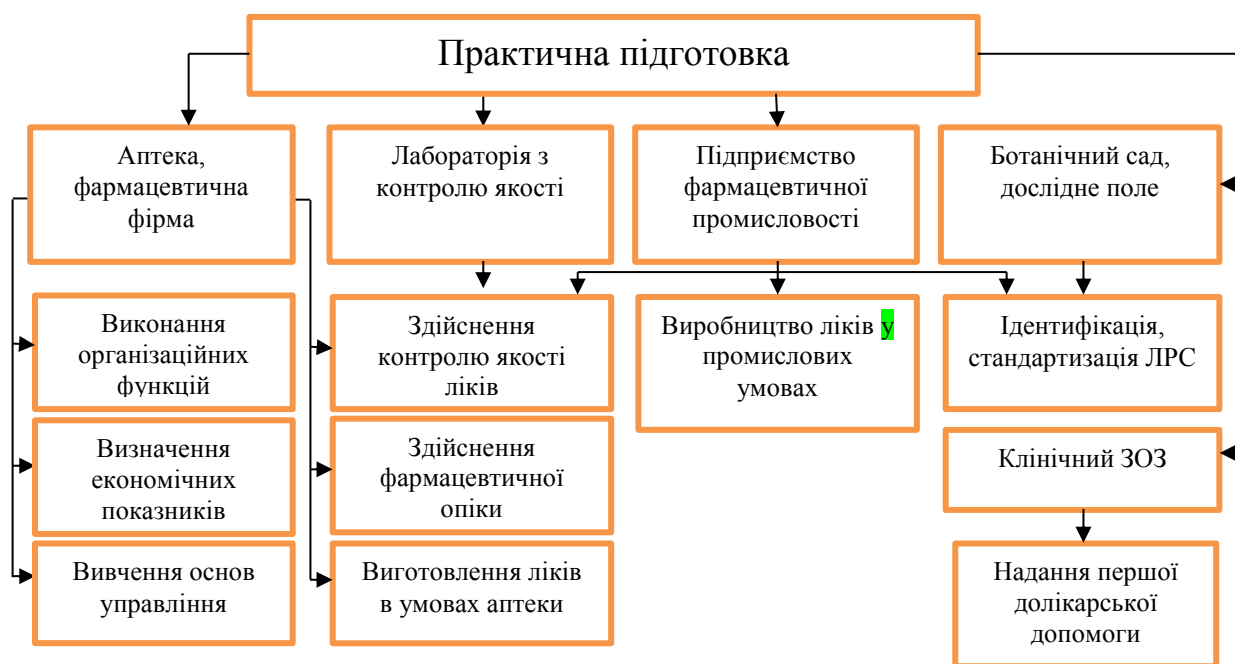 Практична підготовка
Аптека,
фармацевтична
фірма
Лабораторія з
контролю якості
Підприємство
фармацевтичної
промисловості
Ботанічний сад,
дослідне поле
Виконання
організаційних
функцій
Здійснення
контролю якості
ліків
Виробництво ліків у
промислових
умовах
Ідентифікація,
стандартизація ЛРС
Визначення
економічних
показників
Здійснення
фармацевтичної
опіки
Клінічний ЗОЗ
Вивчення основ
управління
Виготовлення ліків
в умовах аптеки
Надання першої
долікарської
допомоги